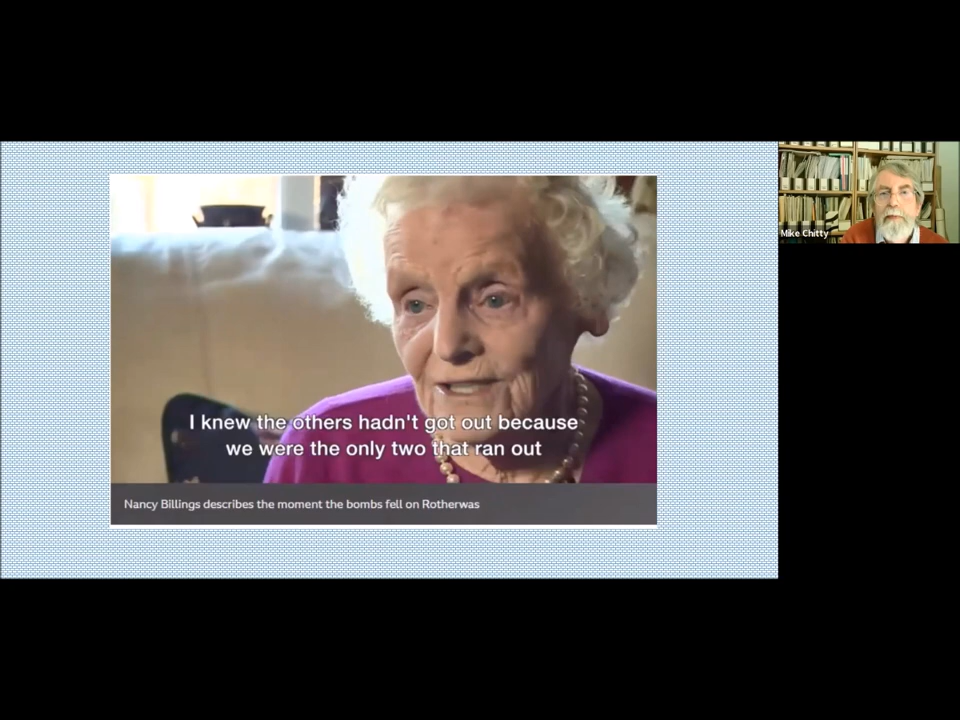 I knew the others hadn't got out because
we were the only two that ran out
Nancy Billings describes the moment the bombs fell on Rotherwas
Mike Chitty